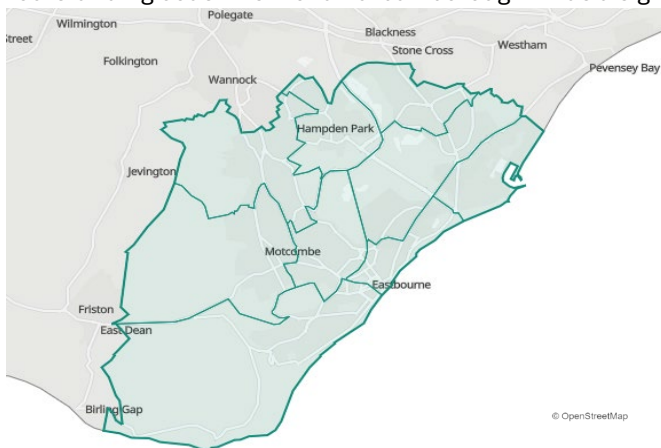 Wilmington
Polegate
Blackness
Street
Stone Cross
Westham
Folkington
Wannock
Pevensey Bay
Hampden Park
Jevington
Motcombe
Eastbourne
Friston
East Dean
Birling Gap
© OpenStreetMap